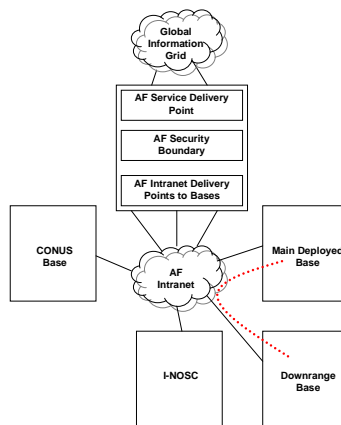 Global
Information
Grid
AF Service Delivery
Point
AF Security
Boundary
AF Intranet Delivery
Points to Bases
CONUS
Base
AF
Intranet
Main Deployed
Base
I-NOSC
Downrange
Base